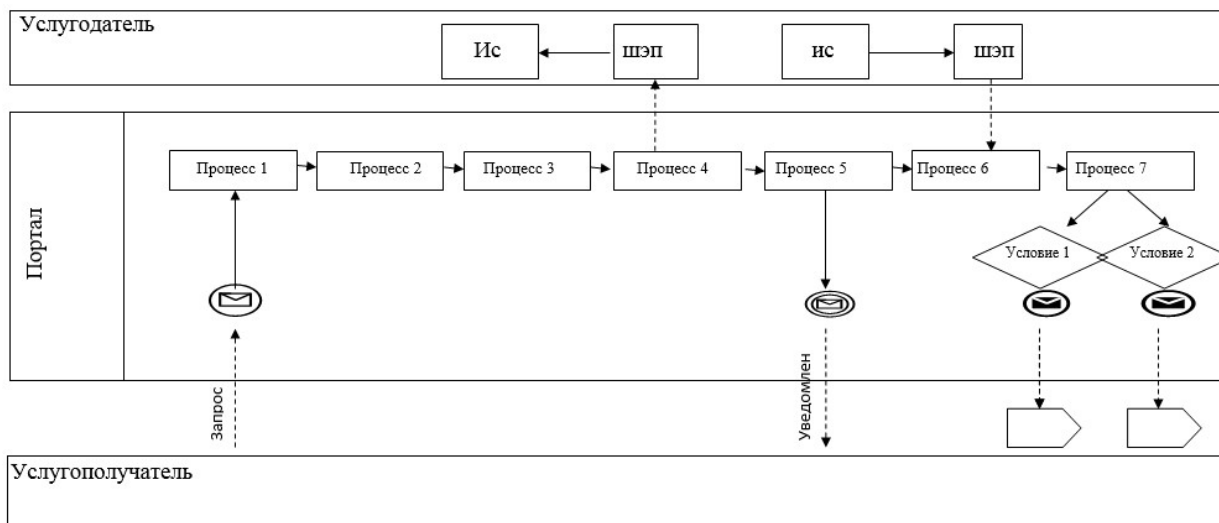 Услугодатель
Ис
шэп
ис
шэп
Портал
Процесс 1
Процесс 2
Процесс 3
Процесс 4
Процесс 5
Процесс 6
Процесс 7
Условие 1
Условие 2
Запрос
Уведомлен
Услугополучатель